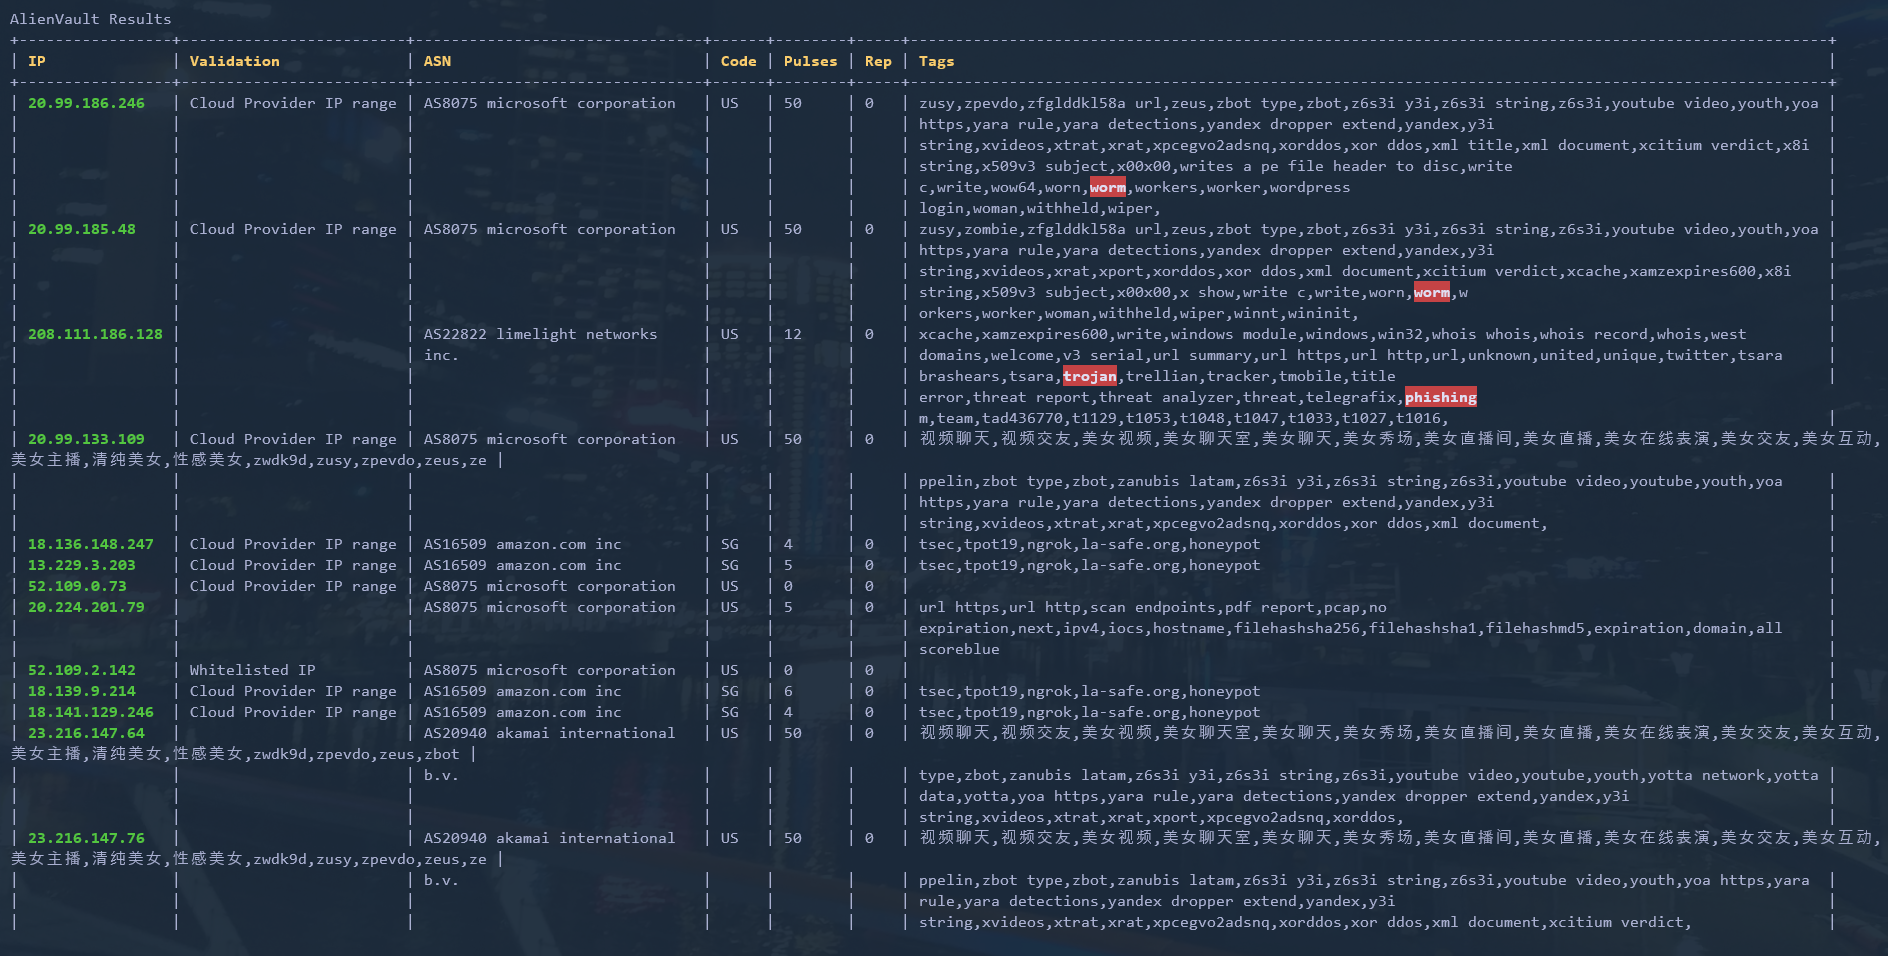 AlienVault Results
+-----------------+-------------------------+--------------------------------+------+--------+-----+-----------------------------------------------------------------------------------------------------+
| IP | Validation | ASN | Code | Pulses | Rep | Tags |
+-----------------+-------------------------+--------------------------------+------+--------+-----+-----------------------------------------------------------------------------------------------------+
| 20.99.186.246 | Cloud Provider IP range | AS8075 microsoft corporation | US | 50 | 0 | zusy,zpevdo,zfglddkl58a url,zeus,zbot type,zbot,z6s3i y3i,z6s3i string,z6s3i,youtube video,youth,yoa |
| | | | | | | https,yara rule,yara detections,yandex dropper extend,yandex,y3i
| | | | | | | string,xvideos,xtrat,xrat,xpcegvo2adsnq,xorddos,xor ddos,xml title,xml document,xcitium verdict,x8i |
| | | | | | | string,x509v3 subject,x00x00,writes a pe file header to disc,write
| | | | | | | c,write,wow64,worn,worm,workers,worker,wordpress |
| | | | | | | login,woman,withheld,wiper, |
| 20.99.185.48 | Cloud Provider IP range | AS8075 microsoft corporation | US | 50 | 0 | zusy,zombie,zfglddkl58a url,zeus,zbot type,zbot,z6s3i y3i,z6s3i string,z6s3i,youtube video,youth,yoa |
| | | | | | | https,yara rule,yara detections,yandex dropper extend,yandex,y3i |
| | | | | | | string,xvideos,xrat,xport,xorddos,xor ddos,xml document,xcitium verdict,xcache,xamzexpires600,x8i |
| | | | | | | string,x509v3 subject,x00x00,x show,write c,write,worn,worm,w |
| | | | | | | orkers,worker,woman,withheld,wiper,winnt,wininit, |
| 208.111.186.128 | | AS22822 limelight networks | US | 12 | 0 | xcache,xamzexpires600,write,windows module,windows,win32,whois whois,whois record,whois,west |
| | | inc. | | | | domains,welcome,v3 serial,url summary,url https,url http,url,unknown,united,unique,twitter,tsara |
| | | | | | | brashears,tsara,trojan,trellian,tracker,tmobile,title |
| | | | | | | error,threat report,threat analyzer,threat,telegrafix,phishing
| | | | | | | m,team,tad436770,t1129,t1053,t1048,t1047,t1033,t1027,t1016, |
| 20.99.133.109 | Cloud Provider IP range | AS8075 microsoft corporation | US | 50 | 0 | 视频聊天,视频交友,美女视频,美女聊天室,美女聊天,美女秀场,美女直播间,美女直播,美女在线表演,美女交友,美女互动,
美女主播,清纯美女,性感美女,zwdk9d,zusy,zpevdo,zeus,ze |
| | | | | | | ppelin,zbot type,zbot,zanubis latam,z6s3i y3i,z6s3i string,z6s3i,youtube video,youtube,youth,yoa |
| | | | | | | https,yara rule,yara detections,yandex dropper extend,yandex,y3i |
| | | | | | | string,xvideos,xtrat,xrat,xpcegvo2adsnq,xorddos,xor ddos,xml document, |
| 18.136.148.247 | Cloud Provider IP range | AS16509 amazon.com inc | SG | 4 | 0 | tsec,tpot19,ngrok,la-safe.org,honeypot |
| 13.229.3.203 | Cloud Provider IP range | AS16509 amazon.com inc | SG | 5 | 0 | tsec,tpot19,ngrok,la-safe.org,honeypot |
| 52.109.0.73 | Cloud Provider IP range | AS8075 microsoft corporation | US | 0 | 0 | |
| 20.224.201.79 | | AS8075 microsoft corporation | US | 5 | 0 | url https,url http,scan endpoints,pdf report,pcap,no |
| | | | | | | expiration,next,ipv4,iocs,hostname,filehashsha256,filehashsha1,filehashmd5,expiration,domain,all |
| | | | | | | scoreblue |
| 52.109.2.142 | Whitelisted IP | AS8075 microsoft corporation | US | 0 | 0 | |
| 18.139.9.214 | Cloud Provider IP range | AS16509 amazon.com inc | SG | 6 | 0 | tsec,tpot19,ngrok,la-safe.org,honeypot |
| 18.141.129.246 | Cloud Provider IP range | AS16509 amazon.com inc | SG | 4 | 0 | tsec,tpot19,ngrok,la-safe.org,honeypot |
| 23.216.147.64 | | AS20940 akamai international | US | 50 | 0 | 视频聊天,视频交友,美女视频,美女聊天室,美女聊天,美女秀场,美女直播间,美女直播,美女在线表演,美女交友,美女互动,
美女主播,清纯美女,性感美女,zwdk9d,zpevdo,zeus,zbot |
| | | b.v. | | | | type,zbot,zanubis latam,z6s3i y3i,z6s3i string,z6s3i,youtube video,youtube,youth,yotta network,yotta |
| | | | | | | data,yotta,yoa https,yara rule,yara detections,yandex dropper extend,yandex,y3i |
| | | | | | | string,xvideos,xtrat,xrat,xport,xpcegvo2adsnq,xorddos, |
| 23.216.147.76 | | AS20940 akamai international | US | 50 | 0 | 视频聊天,视频交友,美女视频,美女聊天室,美女聊天,美女秀场,美女直播间,美女直播,美女在线表演,美女交友,美女互动,
美女主播,清纯美女,性感美女,zwdk9d,zusy,zpevdo,zeus,ze |
| | | b.v. | | | | ppelin,zbot type,zbot,zanubis latam,z6s3i y3i,z6s3i string,z6s3i,youtube video,youth,yoa https,yara |
| | | | | | | rule,yara detections,yandex dropper extend,yandex,y3i |
| | | | | | | string,xvideos,xtrat,xrat,xpcegvo2adsnq,xorddos,xor ddos,xml document,xcitium verdict, |